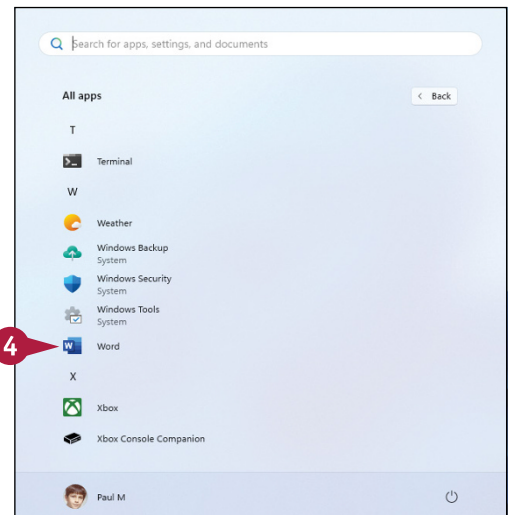 Search for apps, settings, and documents
All apps
< Back
T
Terminal
W
Weather
Windows Backup
System
Windows Security
System
Windows Tools
System
4
W
Word
X
Xbox
Xbox Console Companion
Paul M